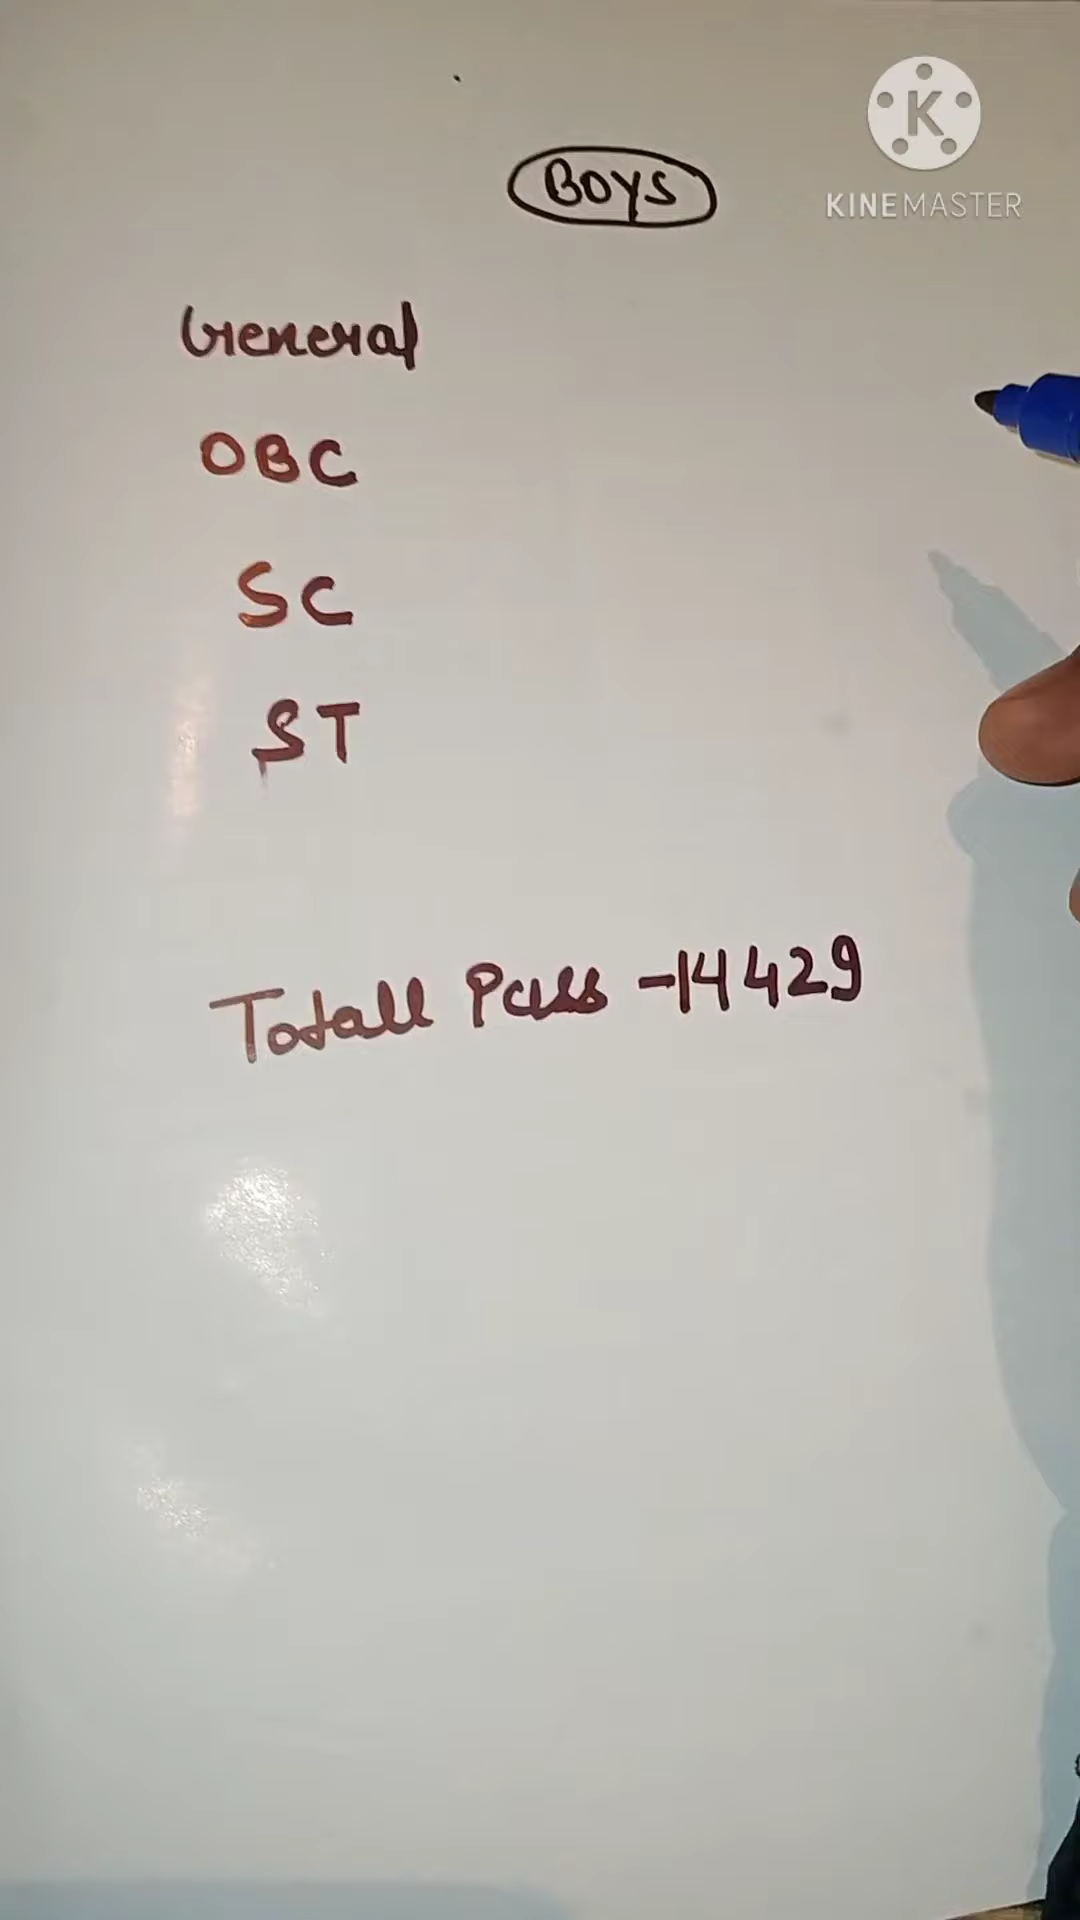 K
KINEMASTER
BOYS
General
OBC
SC
ST
Totall Pass -14429